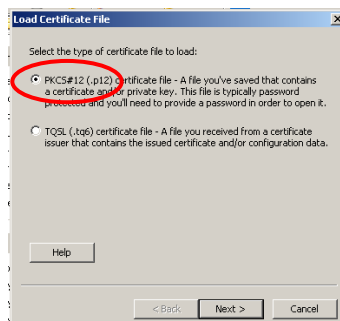 Load Certificate File
Select the type of certificate file to load:
PKCS#12 (.p12) certificate file - A file you've saved that contains
a certificate and/or private key. This file is typically password
protected and you'll need to provide a password in order to open it.
TQSL (.tq6) certificate file - A file you received from a certificate
issuer that contains the issued certificate and/or configuration data.
Help
< Back
Next >
Cancel